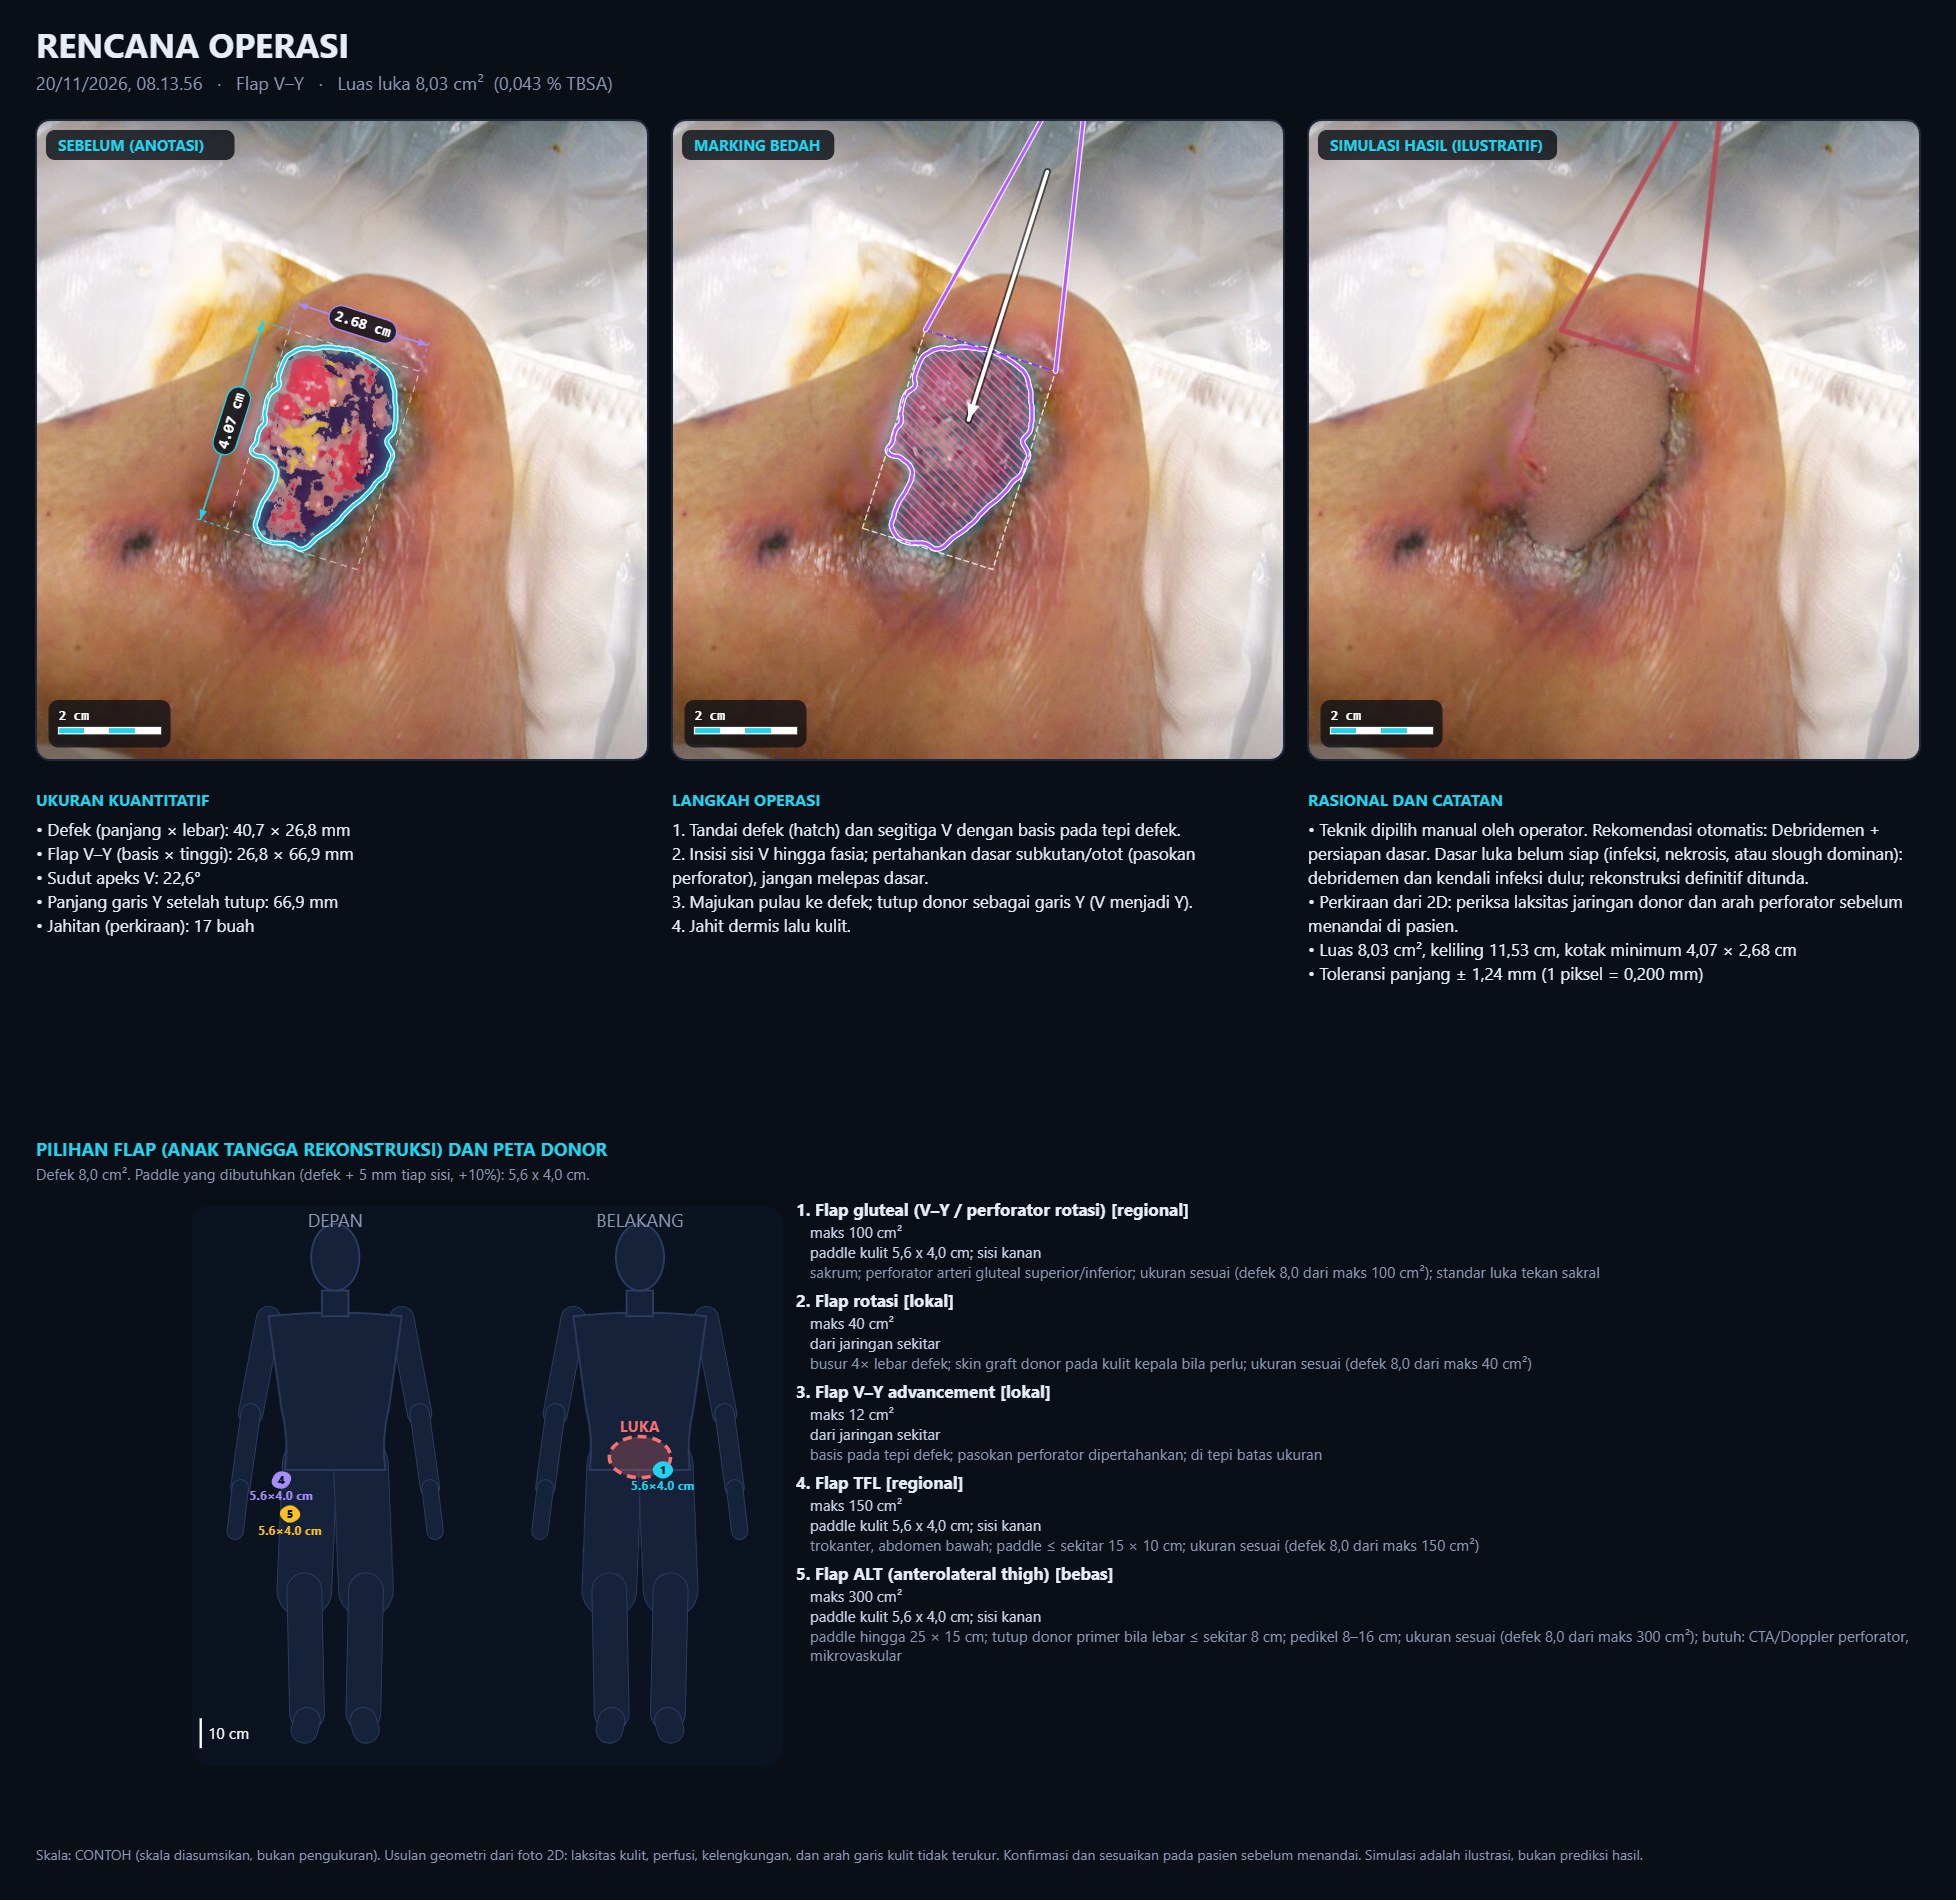 RENCANA OPERASI
20/11/2026, 08.13.56 · Flap V–Y · Luas luka 8,03 cm² (0,043 % TBSA)
SEBELUM (ANOTASI)
2.68 cm
4.07 cm
2 cm
MARKING BEDAH
2 cm
SIMULASI HASIL (ILUSTRATIF)
2 cm
UKURAN KUANTITATIF
• Defek (panjang × lebar): 40,7 × 26,8 mm
• Flap V–Y (basis × tinggi): 26,8 × 66,9 mm
• Sudut apeks V: 22,6°
• Panjang garis Y setelah tutup: 66,9 mm
• Jahitan (perkiraan): 17 buah
LANGKAH OPERASI
1. Tandai defek (hatch) dan segitiga V dengan basis pada tepi defek.
2. Insisi sisi V hingga fasia; pertahankan dasar subkutan/otot (pasokan
perforator), jangan melepas dasar.
3. Majukan pulau ke defek; tutup donor sebagai garis Y (V menjadi Y).
4. Jahit dermis lalu kulit.
RASIONAL DAN CATATAN
• Teknik dipilih manual oleh operator. Rekomendasi otomatis: Debridemen +
persiapan dasar. Dasar luka belum siap (infeksi, nekrosis, atau slough dominan):
debridemen dan kendali infeksi dulu; rekonstruksi definitif ditunda.
• Perkiraan dari 2D: periksa laksitas jaringan donor dan arah perforator sebelum
menandai di pasien.
• Luas 8,03 cm², keliling 11,53 cm, kotak minimum 4,07 × 2,68 cm
• Toleransi panjang ± 1,24 mm (1 piksel = 0,200 mm)
PILIHAN FLAP (ANAK TANGGA REKONSTRUKSI) DAN PETA DONOR
Defek 8,0 cm². Paddle yang dibutuhkan (defek + 5 mm tiap sisi, +10%): 5,6 x 4,0 cm.
DEPAN
BELAKANG
LUKA
1
5.6×4.0 cm
4
5.6×4.0 cm
5
5.6×4.0 cm
10 cm
1. Flap gluteal (V–Y / perforator rotasi) [regional]
maks 100 cm²
paddle kulit 5,6 x 4,0 cm; sisi kanan
sakrum; perforator arteri gluteal superior/inferior; ukuran sesuai (defek 8,0 dari maks 100 cm²); standar luka tekan sakral
2. Flap rotasi [lokal]
maks 40 cm²
dari jaringan sekitar
busur 4× lebar defek; skin graft donor pada kulit kepala bila perlu; ukuran sesuai (defek 8,0 dari maks 40 cm²)
3. Flap V–Y advancement [lokal]
maks 12 cm²
dari jaringan sekitar
basis pada tepi defek; pasokan perforator dipertahankan; di tepi batas ukuran
4. Flap TFL [regional]
maks 150 cm²
paddle kulit 5,6 x 4,0 cm; sisi kanan
trokanter, abdomen bawah; paddle ≤ sekitar 15 × 10 cm; ukuran sesuai (defek 8,0 dari maks 150 cm²)
5. Flap ALT (anterolateral thigh) [bebas]
maks 300 cm²
paddle kulit 5,6 x 4,0 cm; sisi kanan
paddle hingga 25 × 15 cm; tutup donor primer bila lebar ≤ sekitar 8 cm; pedikel 8–16 cm; ukuran sesuai (defek 8,0 dari maks 300 cm²); butuh: CTA/Doppler perforator,
mikrovaskular
Skala: CONTOH (skala diasumsikan, bukan pengukuran). Usulan geometri dari foto 2D: laksitas kulit, perfusi, kelengkungan, dan arah garis kulit tidak terukur. Konfirmasi dan sesuaikan pada pasien sebelum menandai. Simulasi adalah ilustrasi, bukan prediksi hasil.